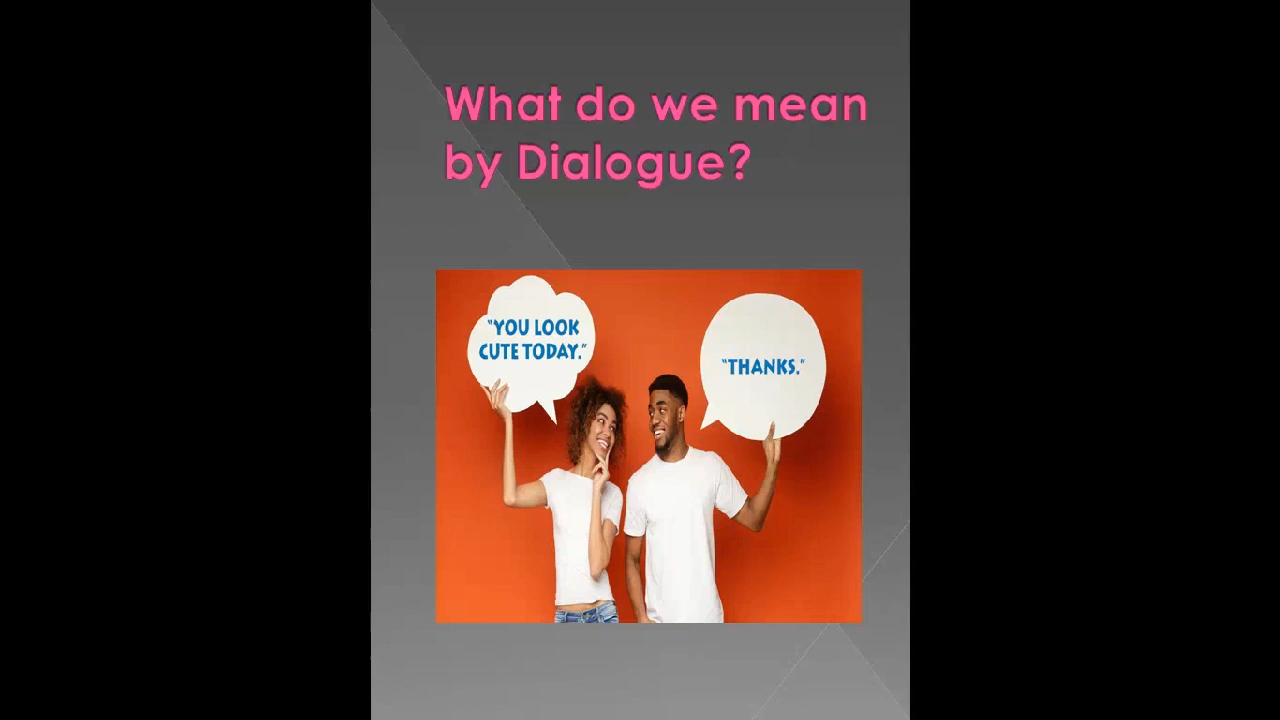 What do we mean
by Dialogue?
"YOU LOOK
CUTE TODAY."
"THANKS."